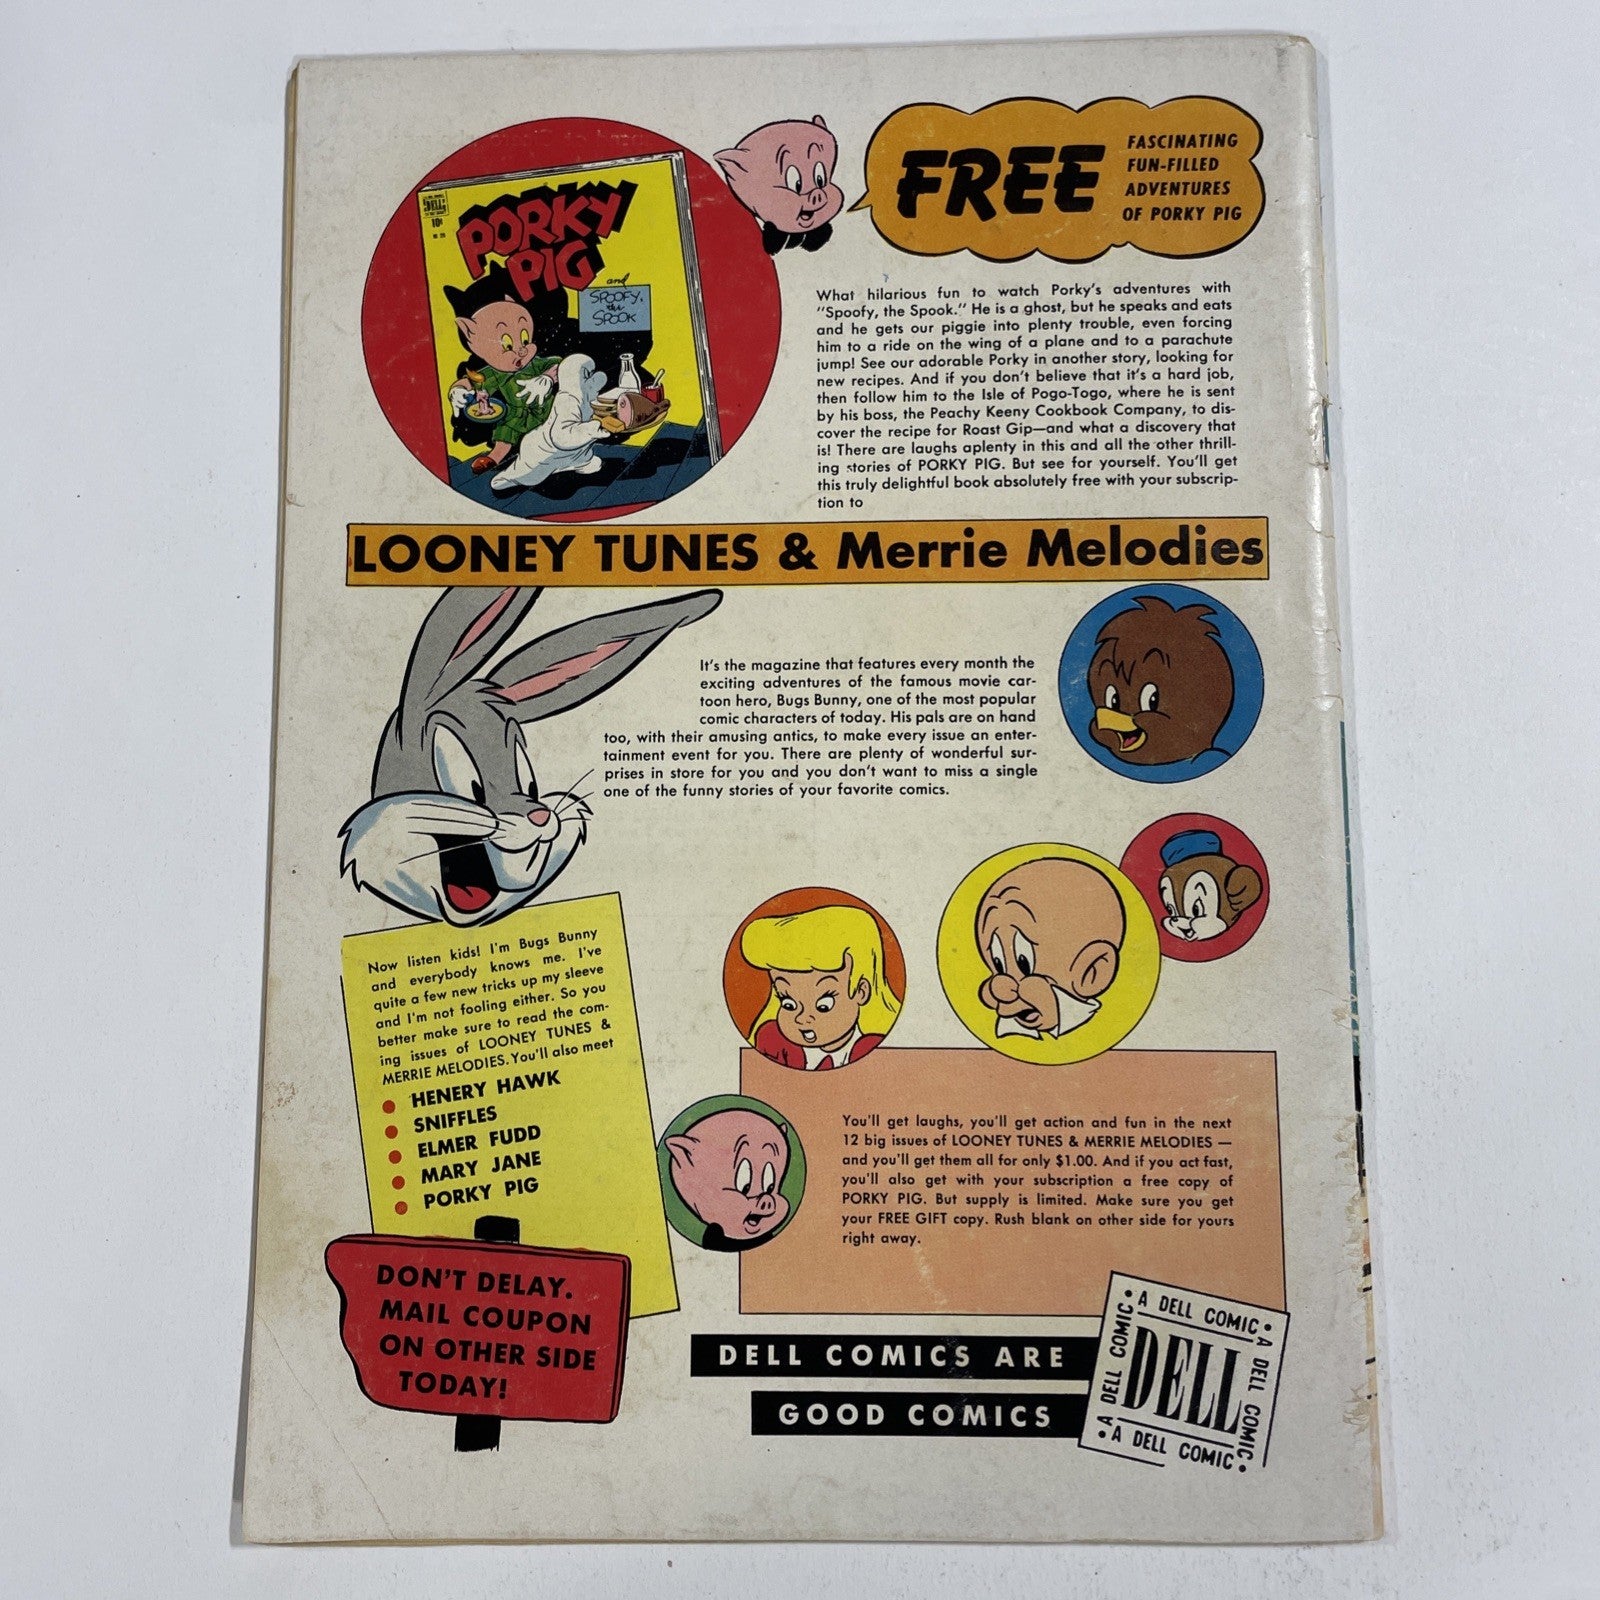 FREE
FASCINATING
FUN-FILLED
ADVENTURES
OF PORKY PIG
DELL
10¢
PORKY
PIG
and
SPOOFY,
the
SPOOK
What hilarious fun to watch Porky's adventures with
"Spoofy, the Spook." He is a ghost, but he speaks and eats
and he gets our piggie into plenty trouble, even forcing
him to a ride on the wing of a plane and to a parachute
jump! See our adorable Porky in another story, looking for
new recipes. And if you don't believe that it's a hard job,
then follow him to the Isle of Pogo-Togo, where he is sent
by his boss, the Peachy Keeny Cookbook Company, to dis-
cover the recipe for Roast Gip—and what a discovery that
is! There are laughs aplenty in this and all the other thrill-
ing stories of PORKY PIG. But see for yourself. You'll get
this truly delightful book absolutely free with your subscrip-
tion to
LOONEY TUNES & Merrie Melodies
It's the magazine that features every month the
exciting adventures of the famous movie car-
toon hero, Bugs Bunny, one of the most popular
comic characters of today. His pals are on hand
too, with their amusing antics, to make every issue an enter-
tainment event for you. There are plenty of wonderful sur-
prises in store for you and you don't want to miss a single
one of the funny stories of your favorite comics.
Now listen kids! I'm Bugs Bunny
and everybody knows me. I've
quite a few new tricks up my sleeve
and I'm not fooling either. So you
better make sure to read the com-
ing issues of LOONEY TUNES &
MERRIE MELODIES. You'll also meet
• HENERY HAWK
• SNIFFLES
• ELMER FUDD
• MARY JANE
• PORKY PIG
You'll get laughs, you'll get action and fun in the next
12 big issues of LOONEY TUNES & MERRIE MELODIES —
and you'll get them all for only $1.00. And if you act fast,
you'll also get with your subscription a free copy of
PORKY PIG. But supply is limited. Make sure you get
your FREE GIFT copy. Rush blank on other side for yours
right away.
DON'T DELAY.
MAIL COUPON
ON OTHER SIDE
TODAY!
DELL COMICS ARE
GOOD COMICS
• A DELL COMIC •
A DELL COMIC •
• A DELL COMIC •
A DELL COMIC •
DELL